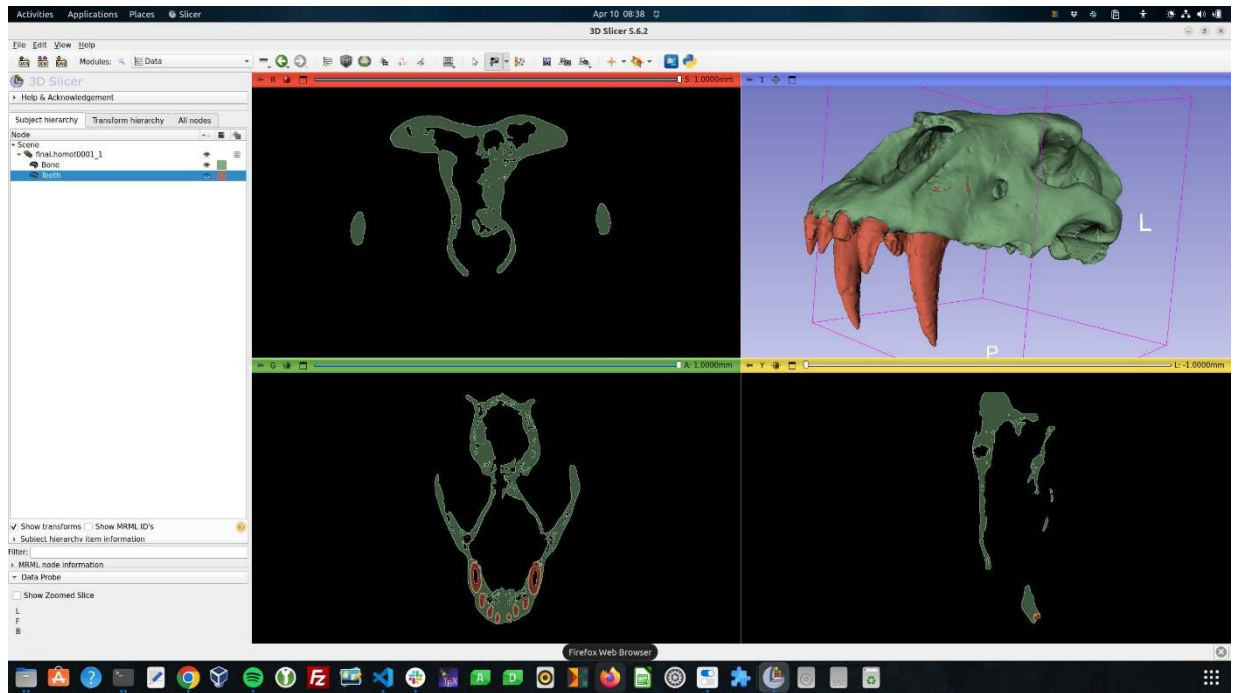 Activities Applications Places Slicer Apr 10 08:38
3D Slicer 5.6.2
File Edit View Help
Modules: Data
3D Slicer
Help & Acknowledgement
Subject hierarchy Transform hierarchy All nodes
Node
Scene
final.homot0001_1
Bone
Teeth
Show transforms Show MRML ID's
Subject hierarchy item information
Filter:
MRML node information
Data Probe
Show Zoomed Slice
L
F
B
R S: 1.0000mm
1
L
P
G A: 1.0000mm
Y L: -1.0000mm
Firefox Web Browser